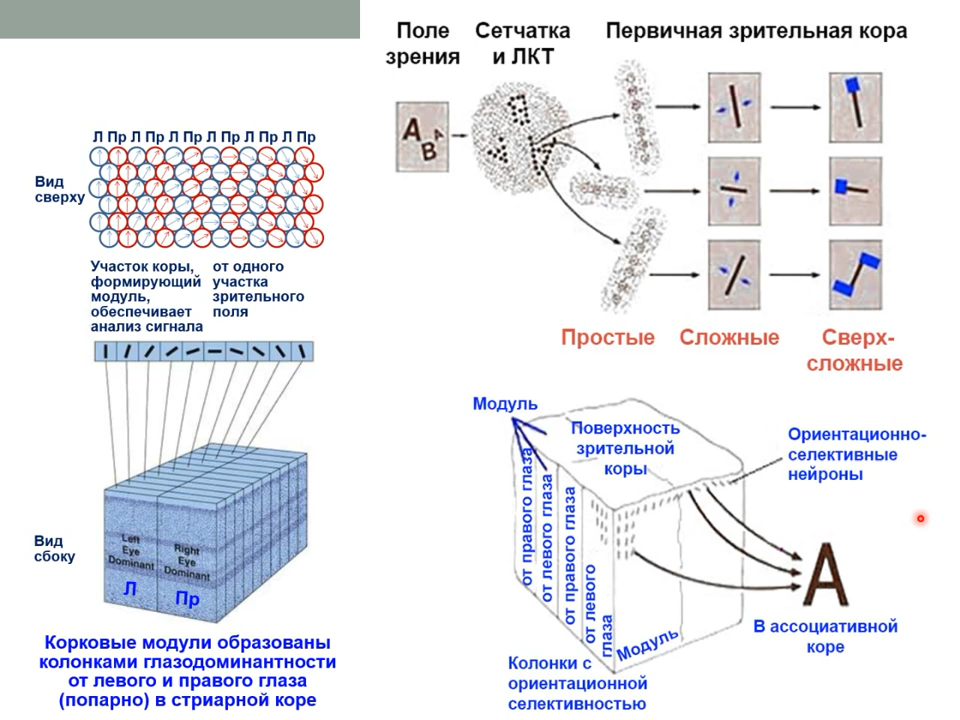 Л Пр Л Пр Л Пр Л Пр Л Пр Л Пр
Вид
сверху
Участок коры,
формирующий
модуль,
обеспечивает
анализ сигнала
от одного
участка
зрительного
поля
Вид
сбоку
Left
Eye
Dominant
Right
Eye
Dominant
Л
Пр
Корковые модули образованы
колонками глазодоминантности
от левого и правого глаза
(попарно) в стриарной коре
Поле
зрения
Сетчатка
и ЛКТ
Первичная зрительная кора
А
В
А
Простые
Сложные
Сверх-
сложные
Модуль
Поверхность
зрительной
коры
Ориентационно-
селективные
нейроны
от правого глаза
от левого глаза
от правого глаза
от левого
глаза
Модуль
А
В ассоциативной
коре
Колонки с
ориентационной
селективностью